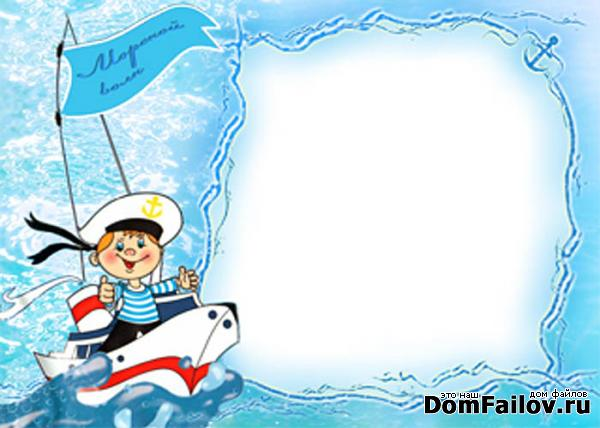 Морской
волк
это наш дом файлов
DomFailov.ru